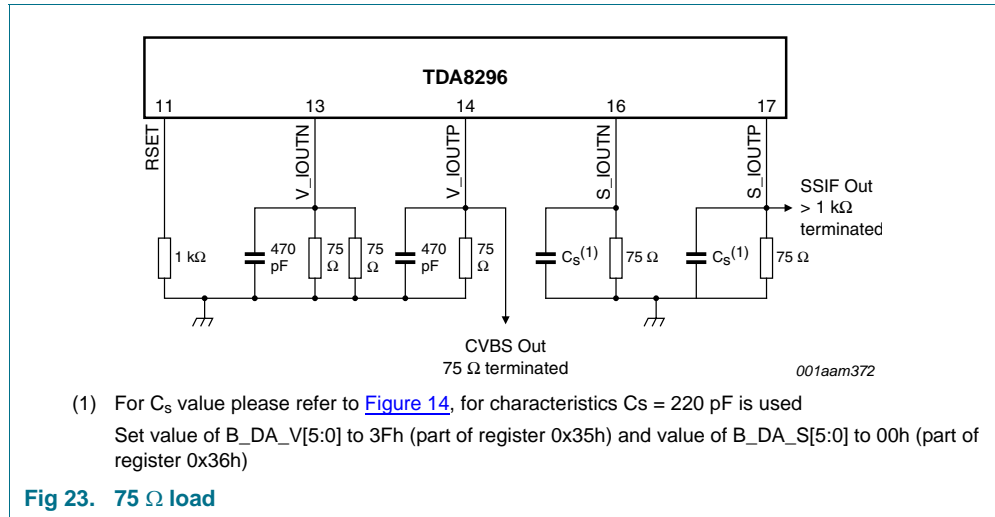 TDA8296
11
13
14
16
17
RSET
V_IOUTN
V_IOUTP
S_IOUTN
S_IOUTP
SSIF Out
> 1 kΩ
terminated
1 kΩ
470
pF
75
Ω
75
Ω
470
pF
75
Ω
Cs(1)
75 Ω
Cs(1)
75 Ω
CVBS Out
75 Ω terminated
001aam372
(1) For Cs value please refer to Figure 14, for characteristics Cs = 220 pF is used
Set value of B_DA_V[5:0] to 3Fh (part of register 0x35h) and value of B_DA_S[5:0] to 00h (part of
register 0x36h)
Fig 23. 75 Ω load